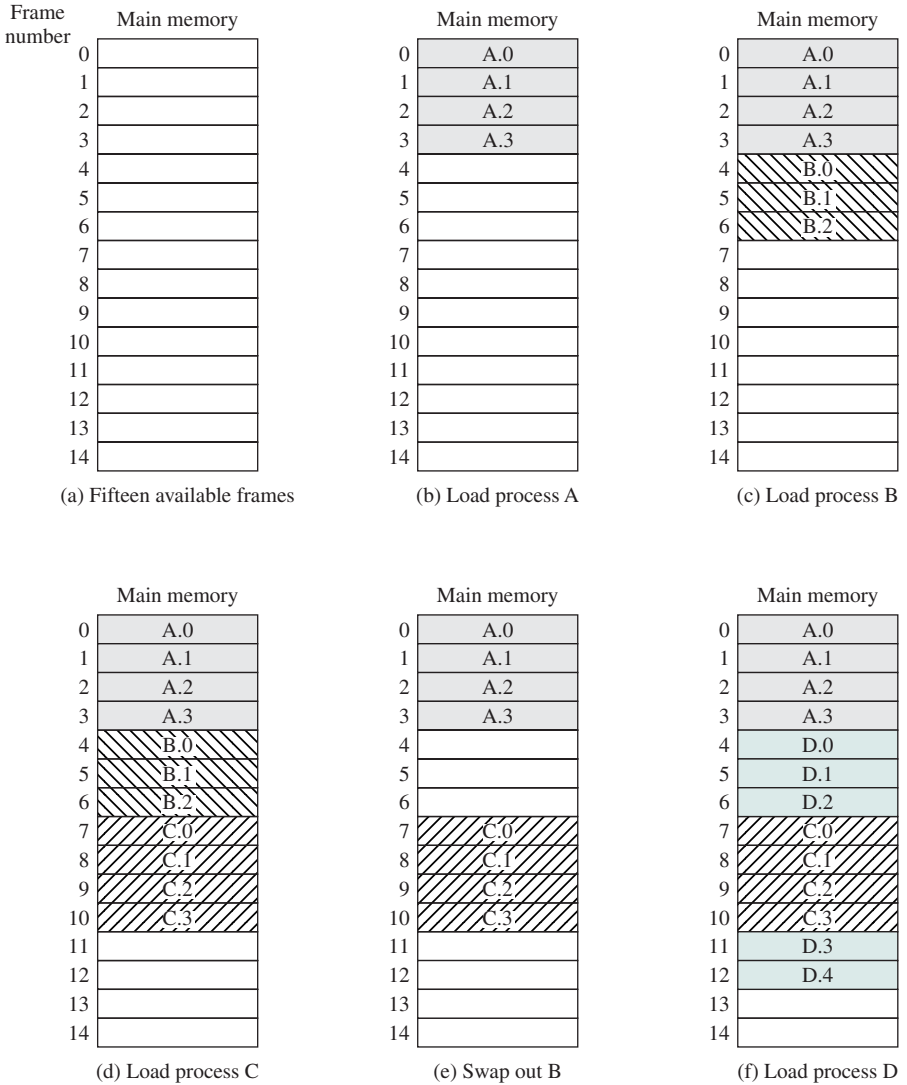 Frame
number
Main memory
0
1
2
3
4
5
6
7
8
9
10
11
12
13
14
(a) Fifteen available frames
Main memory
0 A.0
1 A.1
2 A.2
3 A.3
4
5
6
7
8
9
10
11
12
13
14
(b) Load process A
Main memory
0 A.0
1 A.1
2 A.2
3 A.3
4 B.0
5 B.1
6 B.2
7
8
9
10
11
12
13
14
(c) Load process B
Main memory
0 A.0
1 A.1
2 A.2
3 A.3
4 B.0
5 B.1
6 B.2
7 C.0
8 C.1
9 C.2
10 C.3
11
12
13
14
(d) Load process C
Main memory
0 A.0
1 A.1
2 A.2
3 A.3
4
5
6
7 C.0
8 C.1
9 C.2
10 C.3
11
12
13
14
(e) Swap out B
Main memory
0 A.0
1 A.1
2 A.2
3 A.3
4 D.0
5 D.1
6 D.2
7 C.0
8 C.1
9 C.2
10 C.3
11 D.3
12 D.4
13
14
(f) Load process D